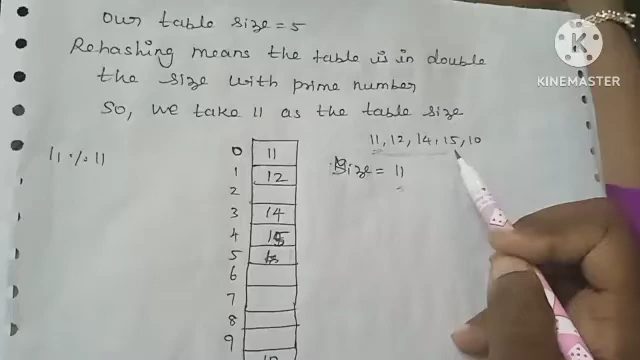 Our table size = 5
Rehashing means the table is in double
the size with prime number
So, we take 11 as the table size
11, 12, 14, 15, 10
Size = 11
11 % 11
0 11
1 12
2
3 14
4 15
5
6
7
8
9
K
KINEMASTER